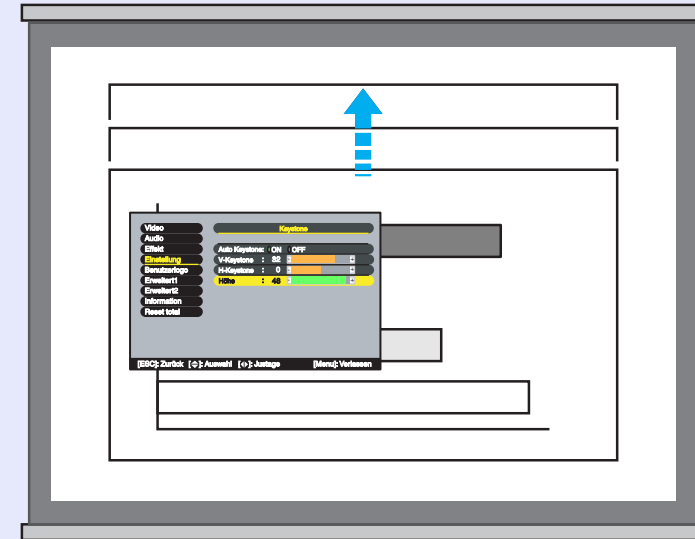 Video
Audio
Effekt
Einstellung
Benutzerlogo
Erweitert1
Erweitert2
Information
Reset total
Keystone
Auto Keystone: ON OFF
V-Keystone : 32 - +
H-Keystone : 0 - +
Höhe : 48 - +
[ESC]: Zurück [ ]: Auswahl [ ]: Justage [Menu]: Verlassen